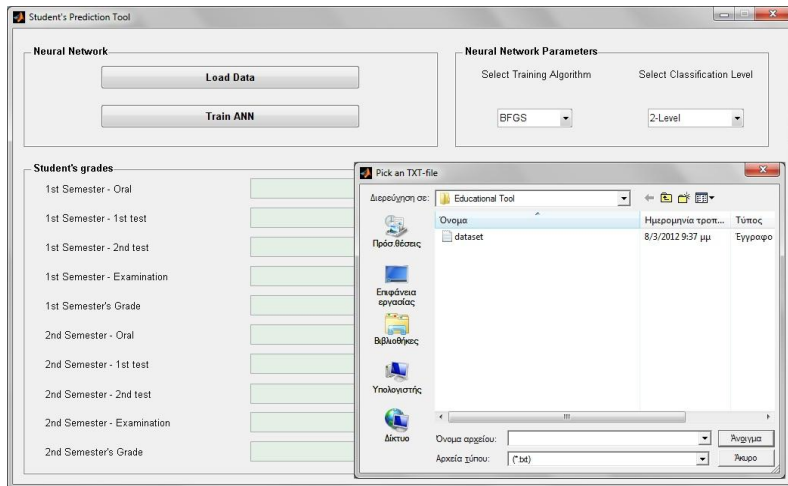 Student's Prediction Tool
Neural Network
Load Data
Train ANN
Neural Network Parameters
Select Training Algorithm
Select Classification Level
BFGS
2-Level
Student's grades
1st Semester - Oral
1st Semester - 1st test
1st Semester - 2nd test
1st Semester - Examination
1st Semester's Grade
2nd Semester - Oral
2nd Semester - 1st test
2nd Semester - 2nd test
2nd Semester - Examination
2nd Semester's Grade
Pick an TXT-file
Διερεύνηση σε:
Educational Tool
Όνομα
Ημερομηνία τροπ...
Τύπος
dataset
8/3/2012 9:37 μμ
Έγγραφο
Πρόσ.θέσεις
Επιφάνεια
εργασίας
Βιβλιοθήκες
Υπολογιστής
Δίκτυο
Όνομα αρχείου:
Άνοιγμα
Αρχεία τύπου:
(*.txt)
Άκυρο